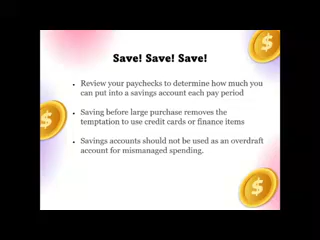 Save! Save! Save!
• Review your paychecks to determine how much you
can put into a savings account each pay period
• Saving before large purchase removes the
temptation to use credit cards or finance items
• Savings accounts should not be used as an overdraft
account for mismanaged spending.